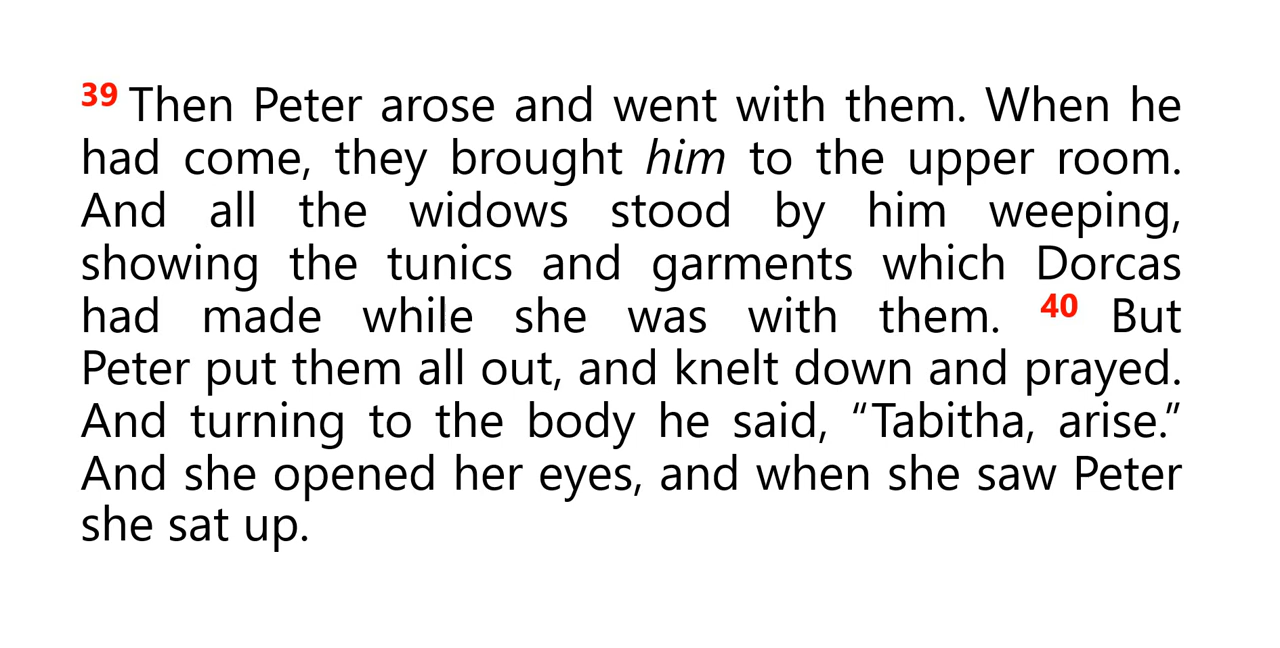 39 Then Peter arose and went with them. When he
had come, they brought him to the upper room.
And all the widows stood by him weeping,
showing the tunics and garments which Dorcas
had made while she was with them. 40 But
Peter put them all out, and knelt down and prayed.
And turning to the body he said, “Tabitha, arise.”
And she opened her eyes, and when she saw Peter
she sat up.